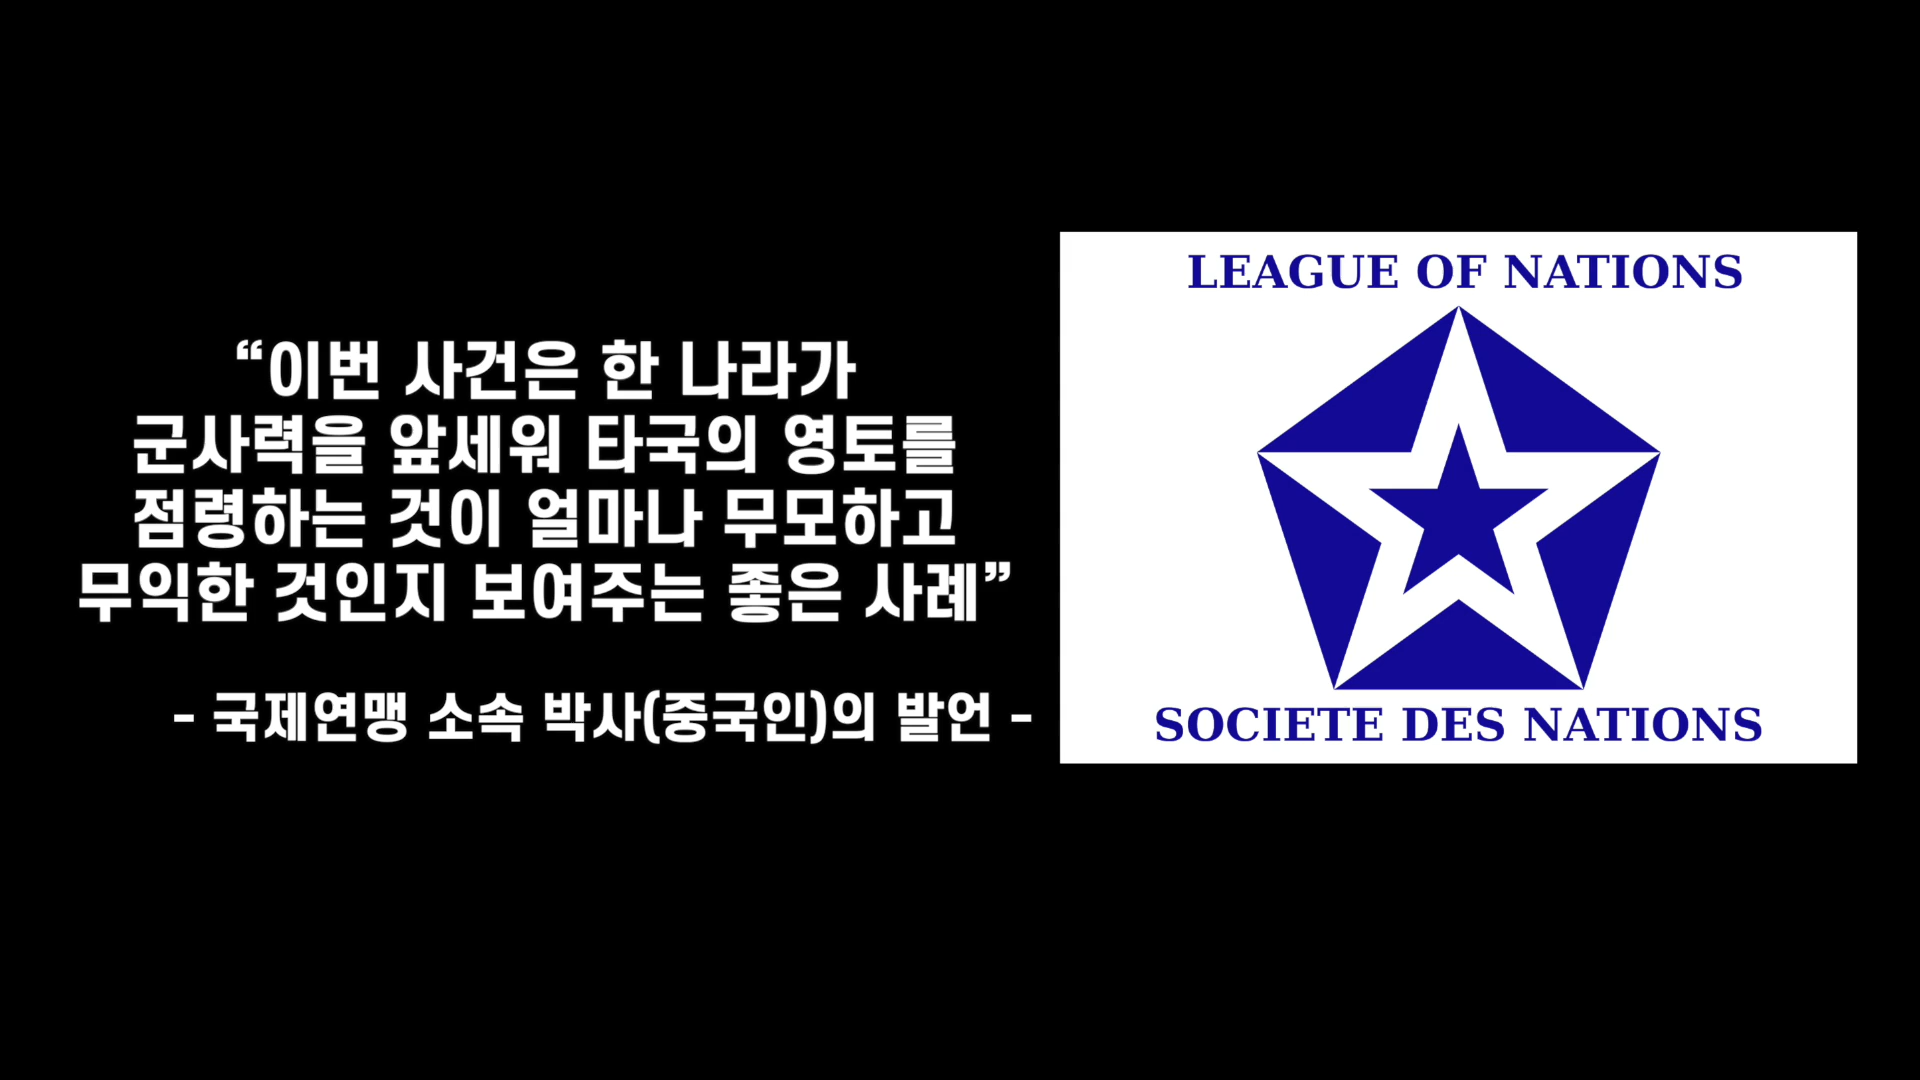 “이번 사건은 한 나라가
군사력을 앞세워 타국의 영토를
점령하는 것이 얼마나 무모하고
무익한 것인지 보여주는 좋은 사례”
- 국제연맹 소속 박사(중국인)의 발언 -
LEAGUE OF NATIONS
SOCIETE DES NATIONS